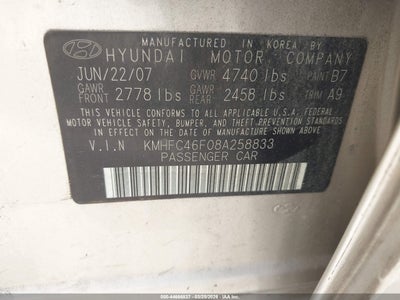 MANUFACTURED IN KOREA BY
HYUNDAI MOTOR COMPANY
JUN/22/07 GVWR 4740 lbs PAINT B7
GAWR FRONT 2778 lbs GAWR REAR 2458 lbs TRIM A9
THIS VEHICLE CONFORMS TO ALL APPLICABLE U.S.A. FEDERAL
MOTOR VEHICLE SAFETY, BUMPER, AND THEFT
PREVENTION STANDARDS IN EFFECT ON THE
DATE OF MANUFACTURE SHOWN ABOVE.
V.I.N KMHFC46F08A258833
PASSENGER CAR